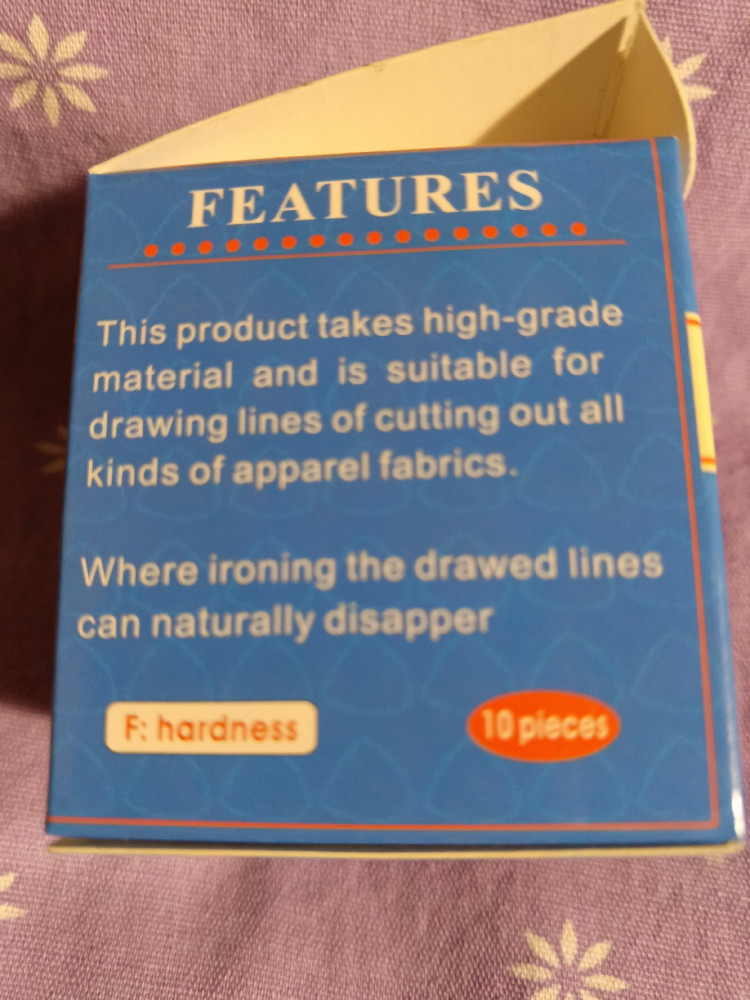 FEATURES
This product takes high-grade
material and is suitable for
drawing lines of cutting out all
kinds of apparel fabrics.
Where ironing the drawed lines
can naturally disapper
F: hardness
10 pieces